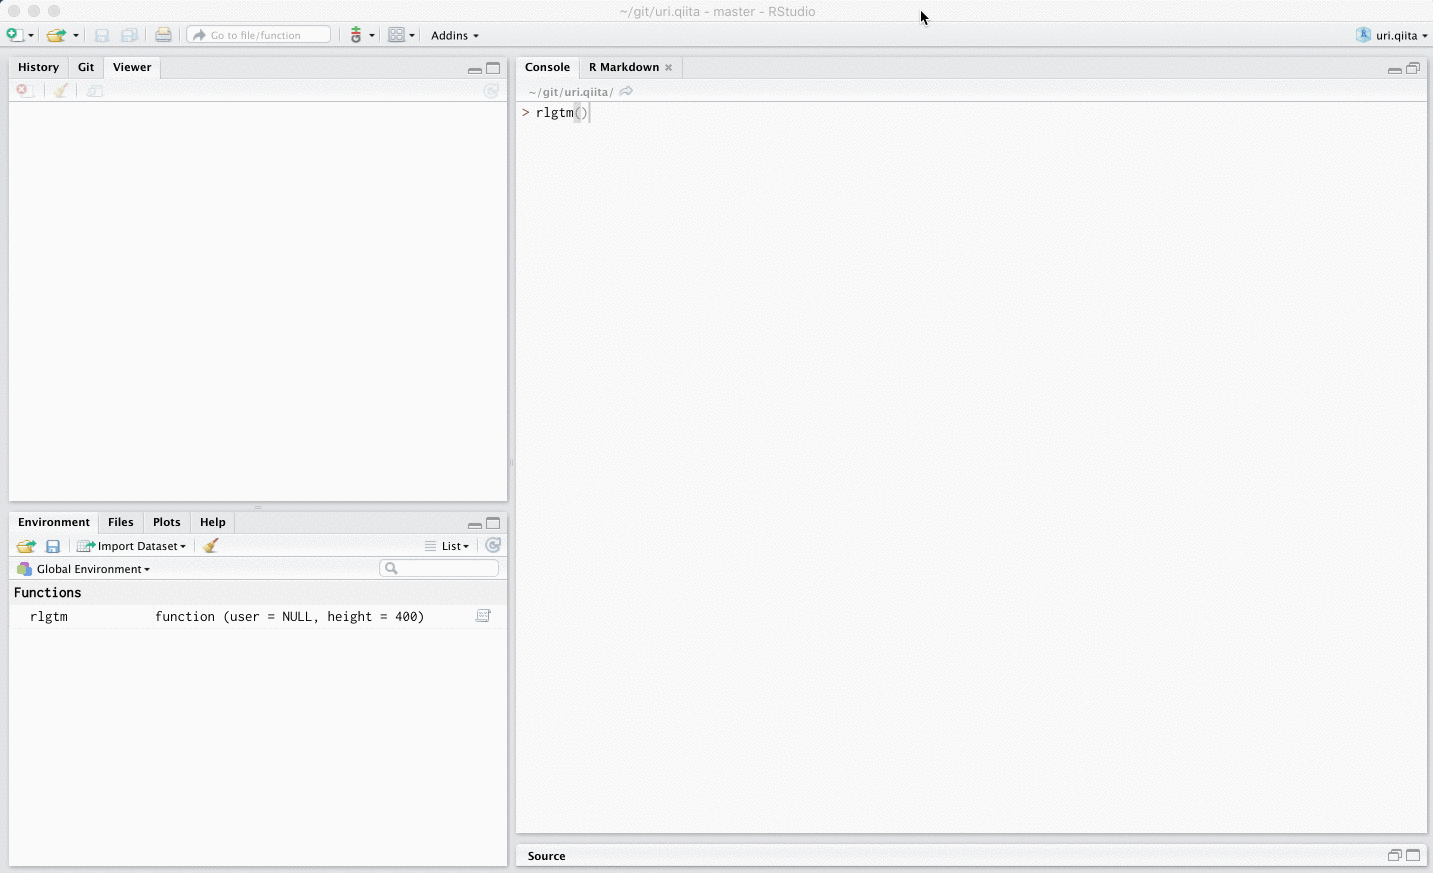 ~/git/uri.qiita - master - RStudio
Go to file/function
Addins
uri.qiita
History Git Viewer
Console R Markdown
~/git/uri.qiita/
> rlgtm()
Environment Files Plots Help
Import Dataset
List
Global Environment
Functions
rlgtm function (user = NULL, height = 400)
Source